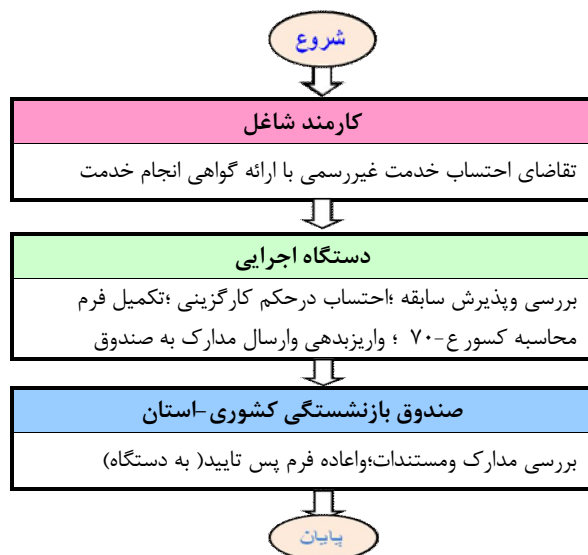 شروع
کارمند شاغل
تقاضای احتساب خدمت غیررسمی با ارائه گواهی انجام خدمت
دستگاه اجرایی
بررسی وپذیرش سابقه ؛احتساب درحکم کارگزینی ؛تکمیل فرم
محاسبه کسور ع-۷۰ ؛ واریزبدهی وارسال مدارک به صندوق
صندوق بازنشستگی کشوری-استان
بررسی مدارک ومستندات؛واعاده فرم پس تایید( به دستگاه)
پایان